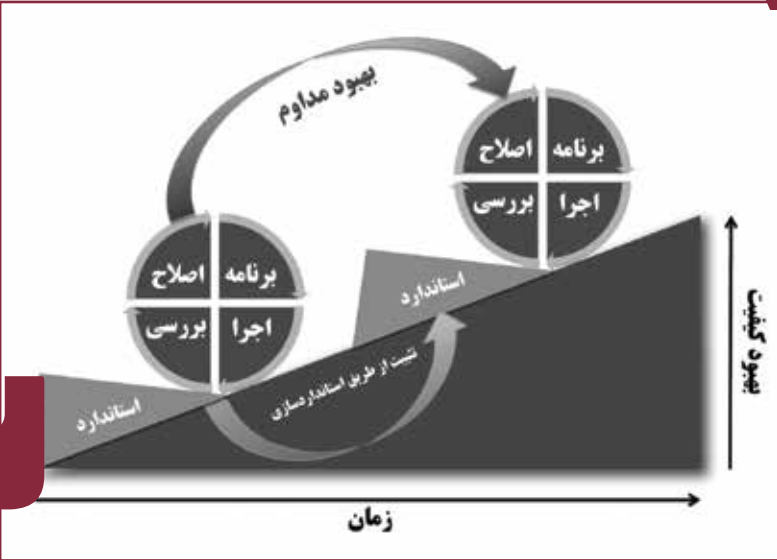 بهبود مداوم
برنامه
اصلاح
اجرا
بررسی
استاندارد
برنامه
اصلاح
اجرا
بررسی
استاندارد
تثبیت از طریق استانداردسازی
بهبود کیفیت
زمان